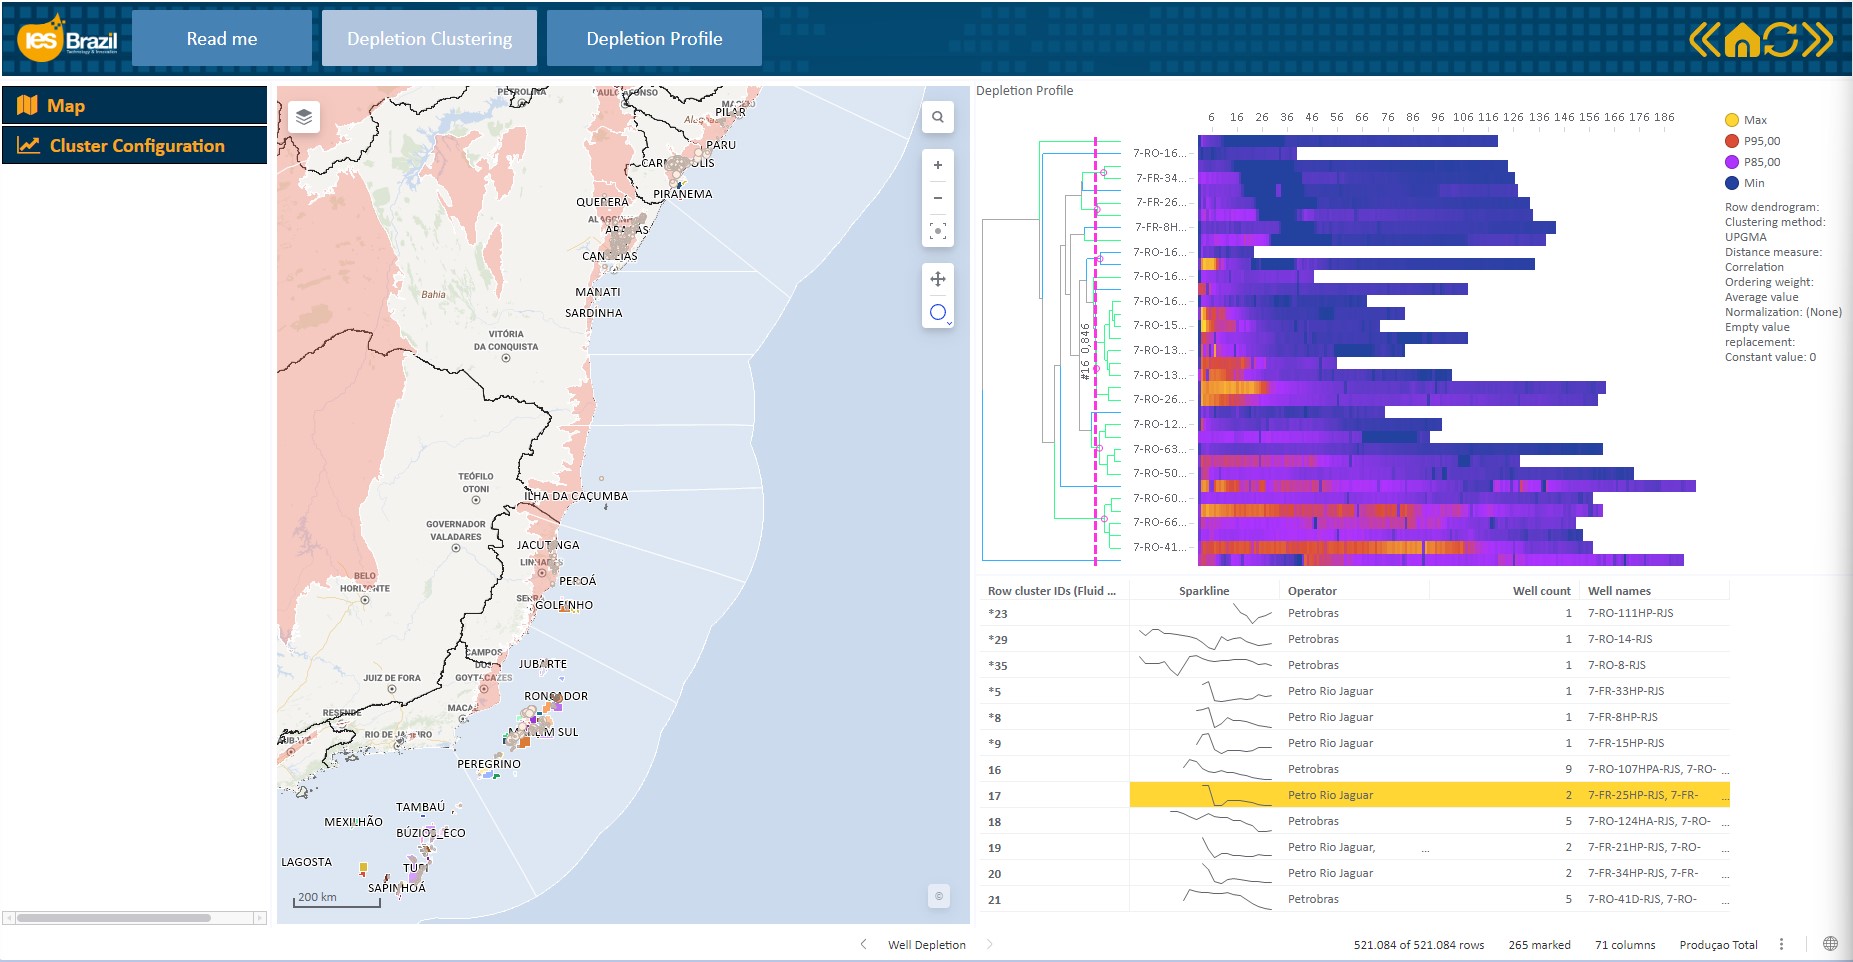 ies Brazil
Technology & Innovation
Read me
Depletion Clustering
Depletion Profile
Map
Cluster Configuration
PETROLINA
PAULO AFONSO
PILAR
PARU
PIRANEMA
QUEBERÁ
ARAÇÁS
CANDEIAS
MANATI
SARDINHA
Bahia
VITÓRIA
DA CONQUISTA
TEÓFILO
OTONI
ILHA DA CAÇUMBA
GOVERNADOR
VALADARES
JACUTINGA
PEROÁ
BELO
HORIZONTE
GOLFINHO
CAMPOS
DOS
GOYTACAZES
JUBARTE
JUIZ DE FORA
RONCADOR
RESENDE
RIO DE JANEIRO
PEREGRINO
TAMBAÚ
MEXILHÃO
BÚZIOS_ECO
LAGOSTA
TUPI
SAPINHOÁ
200 km
©
Depletion Profile
6 16 26 36 46 56 66 76 86 96 106 116 126 136 146 156 166 176 186
7-RO-16...
7-FR-34...
7-FR-26...
7-FR-8H...
7-RO-16...
7-RO-16...
7-RO-16...
7-RO-15...
7-RO-13...
7-RO-13...
7-RO-26...
7-RO-12...
7-RO-63...
7-RO-50...
7-RO-60...
7-RO-66...
7-RO-41...
#16 0,846
Max
P95,00
P85,00
Min
Row dendrogram:
Clustering method:
UPGMA
Distance measure:
Correlation
Ordering weight:
Average value
Normalization: (None)
Empty value
replacement:
Constant value: 0
Row cluster IDs (Fluid ... Sparkline Operator Well count Well names
*23 Petrobras 1 7-RO-111HP-RJS
*29 Petrobras 1 7-RO-14-RJS
*35 Petrobras 1 7-RO-8-RJS
*5 Petro Rio Jaguar 1 7-FR-33HP-RJS
*8 Petro Rio Jaguar 1 7-FR-8HP-RJS
*9 Petro Rio Jaguar 1 7-FR-15HP-RJS
16 Petrobras 9 7-RO-107HPA-RJS, 7-RO- ...
17 Petro Rio Jaguar 2 7-FR-25HP-RJS, 7-FR- ...
18 Petrobras 5 7-RO-124HA-RJS, 7-RO- ...
19 Petro Rio Jaguar, ... 2 7-FR-21HP-RJS, 7-RO- ...
20 Petro Rio Jaguar 2 7-FR-34HP-RJS, 7-FR- ...
21 Petrobras 5 7-RO-41D-RJS, 7-RO- ...
Well Depletion
521.084 of 521.084 rows 265 marked 71 columns Produçao Total